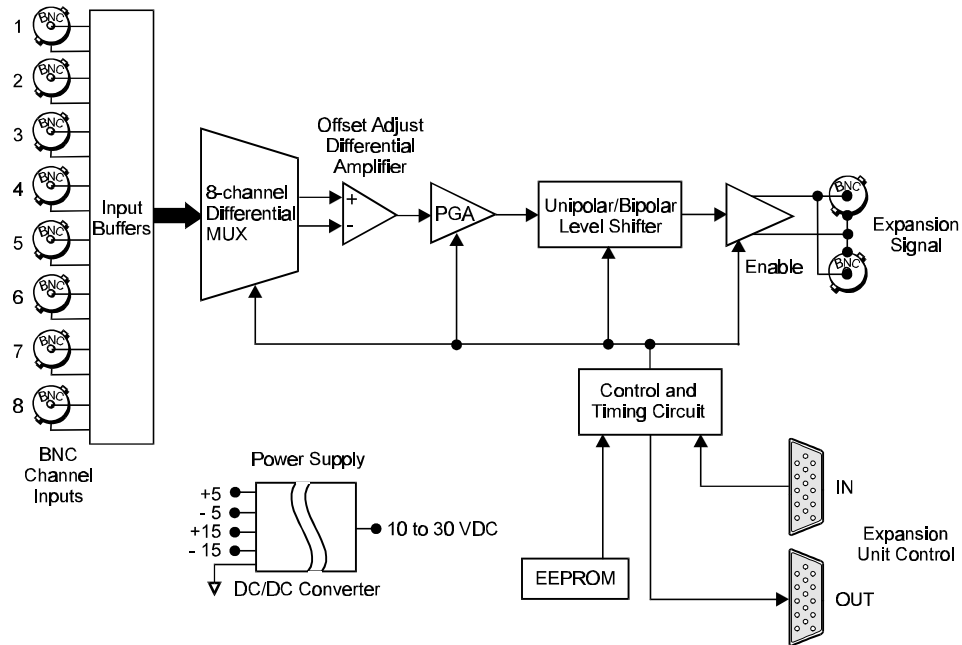 1
BNC
2
BNC
3
BNC
4
BNC
5
BNC
6
BNC
7
BNC
8
BNC
BNC
Channel
Inputs
Input
Buffers
8-channel
Differential
MUX
Offset Adjust
Differential
Amplifier
+
-
PGA
Unipolar/Bipolar
Level Shifter
Enable
BNC
BNC
Expansion
Signal
Control and
Timing Circuit
Power Supply
+5
- 5
+15
- 15
10 to 30 VDC
DC/DC Converter
EEPROM
IN
Expansion
Unit Control
OUT